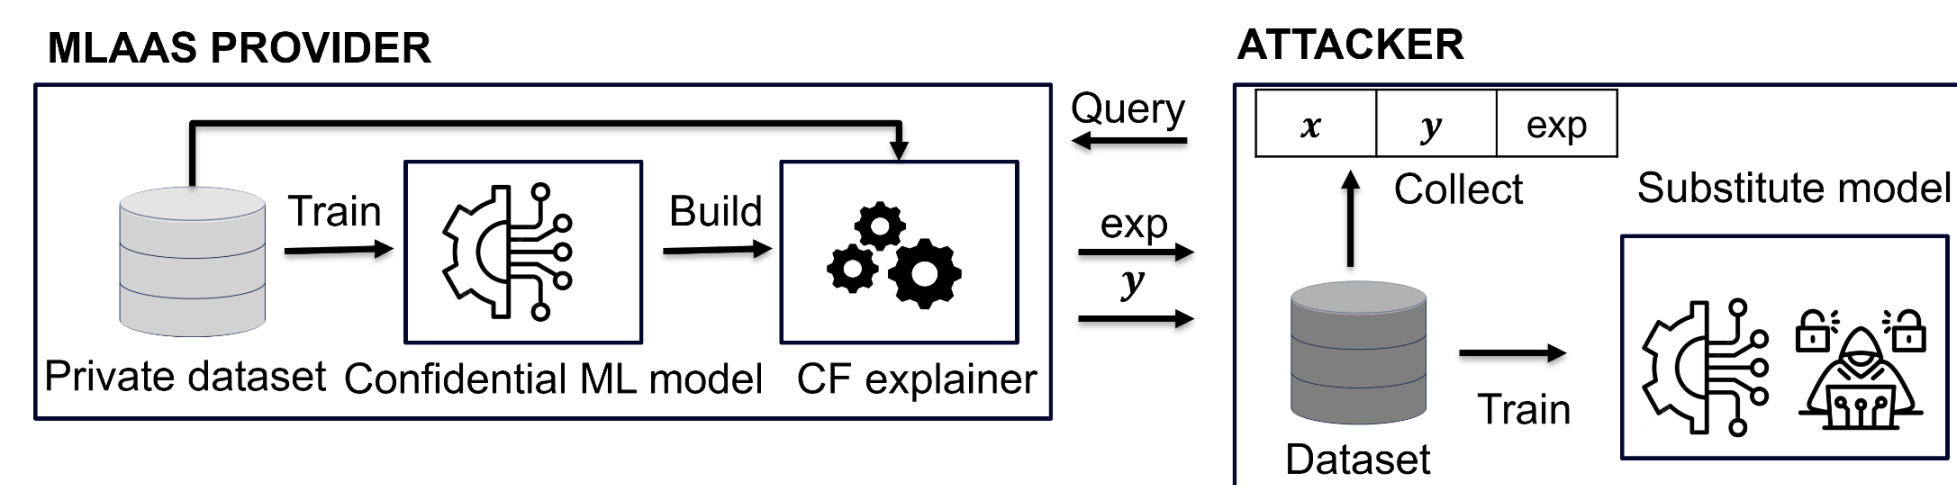 MLAAS PROVIDER
Train
Build
Private dataset
Confidential ML model
CF explainer
Query
exp
y
ATTACKER
x y exp
Collect
Substitute model
Train
Dataset